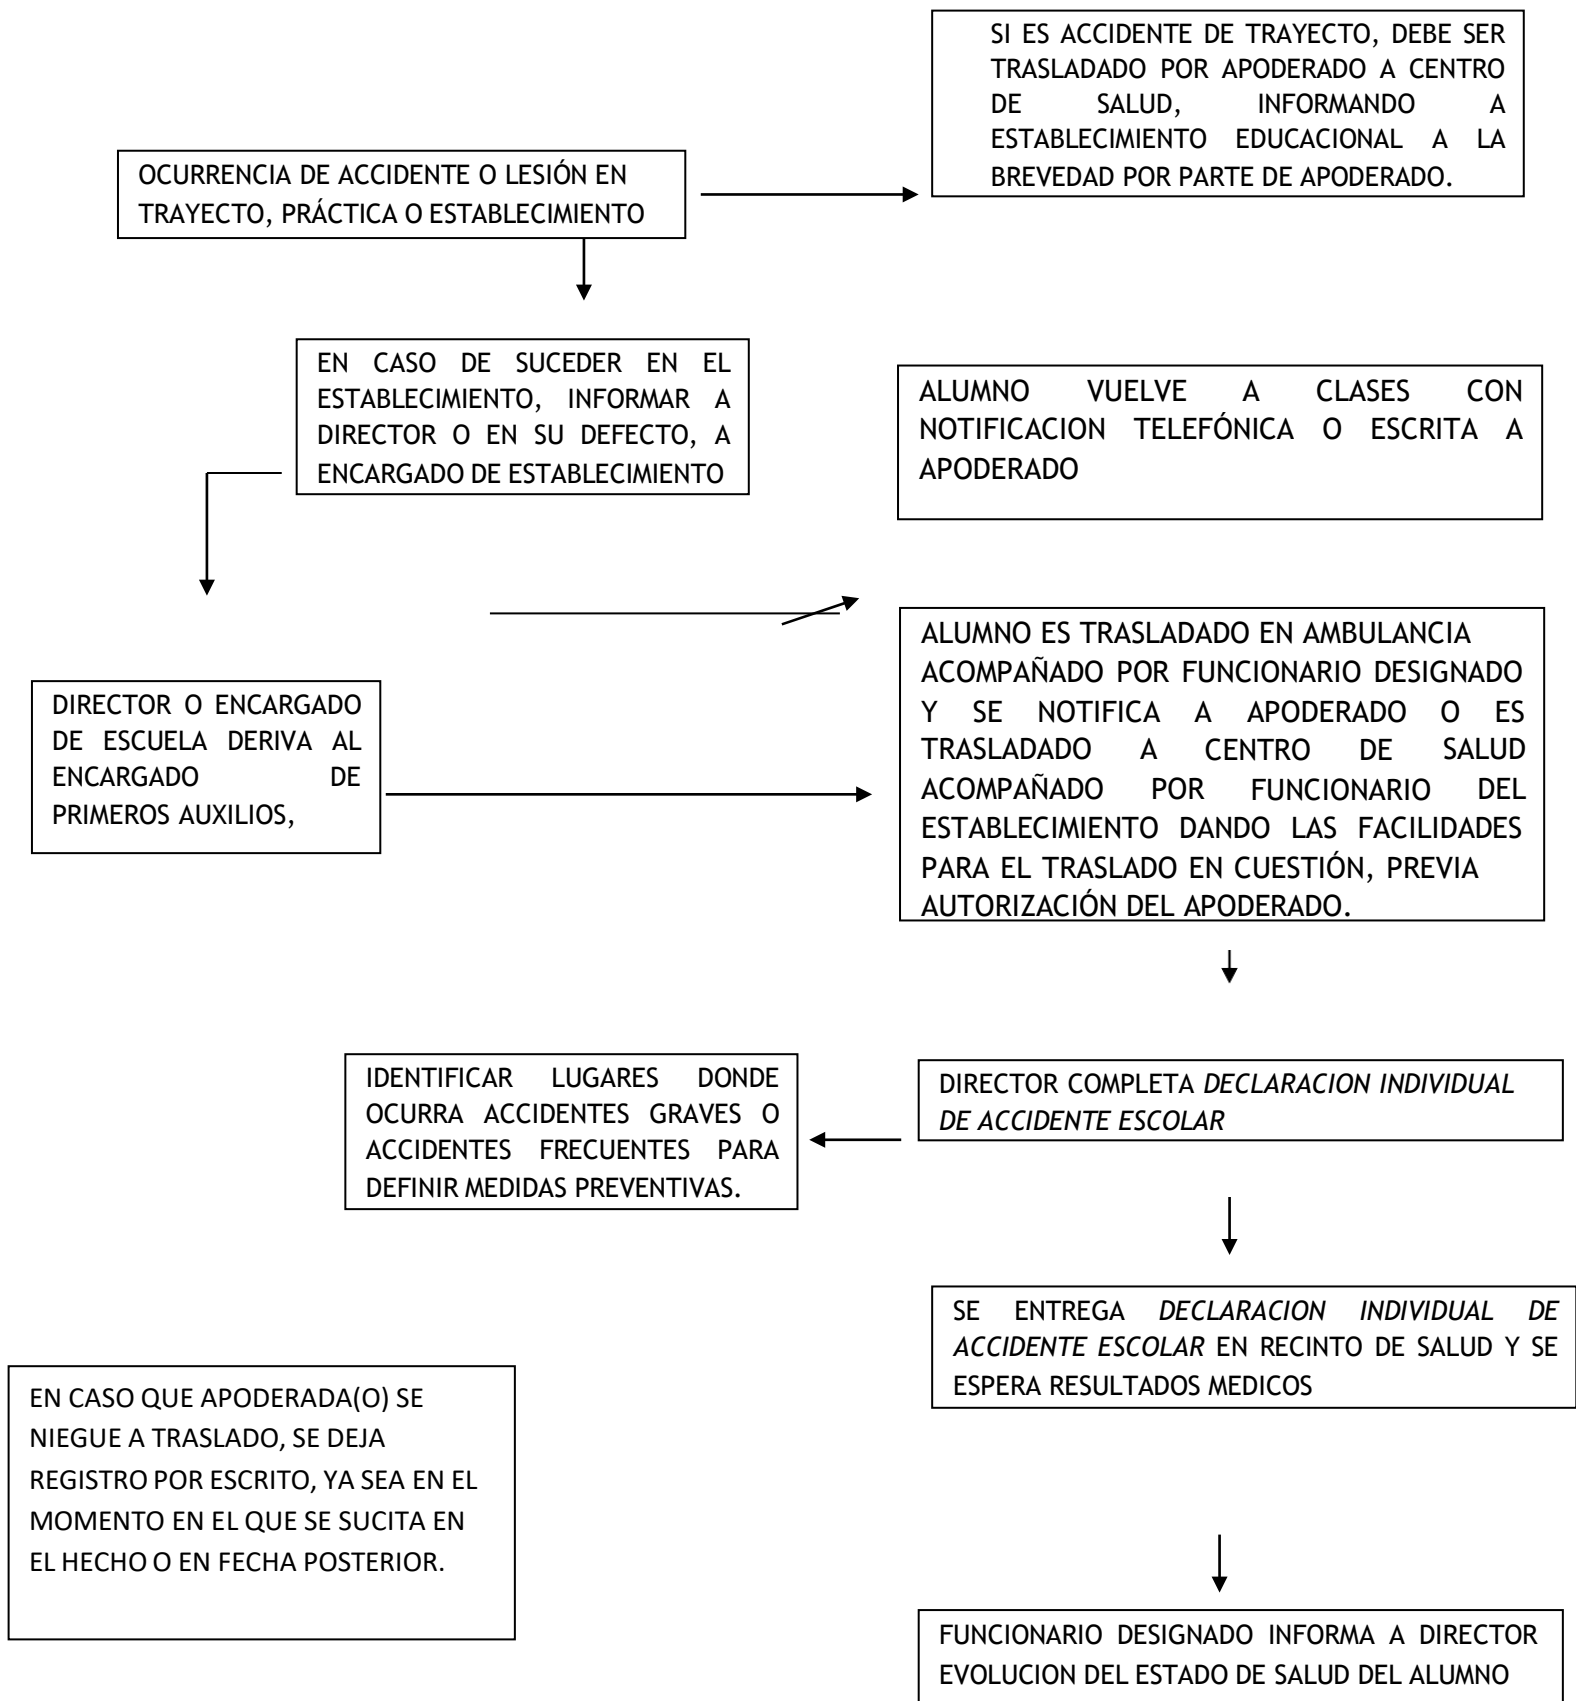 SI ES ACCIDENTE DE TRAYECTO, DEBE SER
TRASLADADO POR APODERADO A CENTRO
DE SALUD, INFORMANDO A
ESTABLECIMIENTO EDUCACIONAL A LA
BREVEDAD POR PARTE DE APODERADO.
OCURRENCIA DE ACCIDENTE O LESIÓN EN
TRAYECTO, PRÁCTICA O ESTABLECIMIENTO
EN CASO DE SUCEDER EN EL
ESTABLECIMIENTO, INFORMAR A
DIRECTOR O EN SU DEFECTO, A
ENCARGADO DE ESTABLECIMIENTO
ALUMNO VUELVE A CLASES CON
NOTIFICACION TELEFÓNICA O ESCRITA A
APODERADO
DIRECTOR O ENCARGADO
DE ESCUELA DERIVA AL
ENCARGADO DE
PRIMEROS AUXILIOS,
ALUMNO ES TRASLADADO EN AMBULANCIA
ACOMPAÑADO POR FUNCIONARIO DESIGNADO
Y SE NOTIFICA A APODERADO O ES
TRASLADADO A CENTRO DE SALUD
ACOMPAÑADO POR FUNCIONARIO DEL
ESTABLECIMIENTO DANDO LAS FACILIDADES
PARA EL TRASLADO EN CUESTIÓN, PREVIA
AUTORIZACIÓN DEL APODERADO.
IDENTIFICAR LUGARES DONDE
OCURRA ACCIDENTES GRAVES O
ACCIDENTES FRECUENTES PARA
DEFINIR MEDIDAS PREVENTIVAS.
DIRECTOR COMPLETA DECLARACION INDIVIDUAL
DE ACCIDENTE ESCOLAR
SE ENTREGA DECLARACION INDIVIDUAL DE
ACCIDENTE ESCOLAR EN RECINTO DE SALUD Y SE
ESPERA RESULTADOS MEDICOS
EN CASO QUE APODERADA(O) SE
NIEGUE A TRASLADO, SE DEJA
REGISTRO POR ESCRITO, YA SEA EN EL
MOMENTO EN EL QUE SE SUCITA EN
EL HECHO O EN FECHA POSTERIOR.
FUNCIONARIO DESIGNADO INFORMA A DIRECTOR
EVOLUCION DEL ESTADO DE SALUD DEL ALUMNO